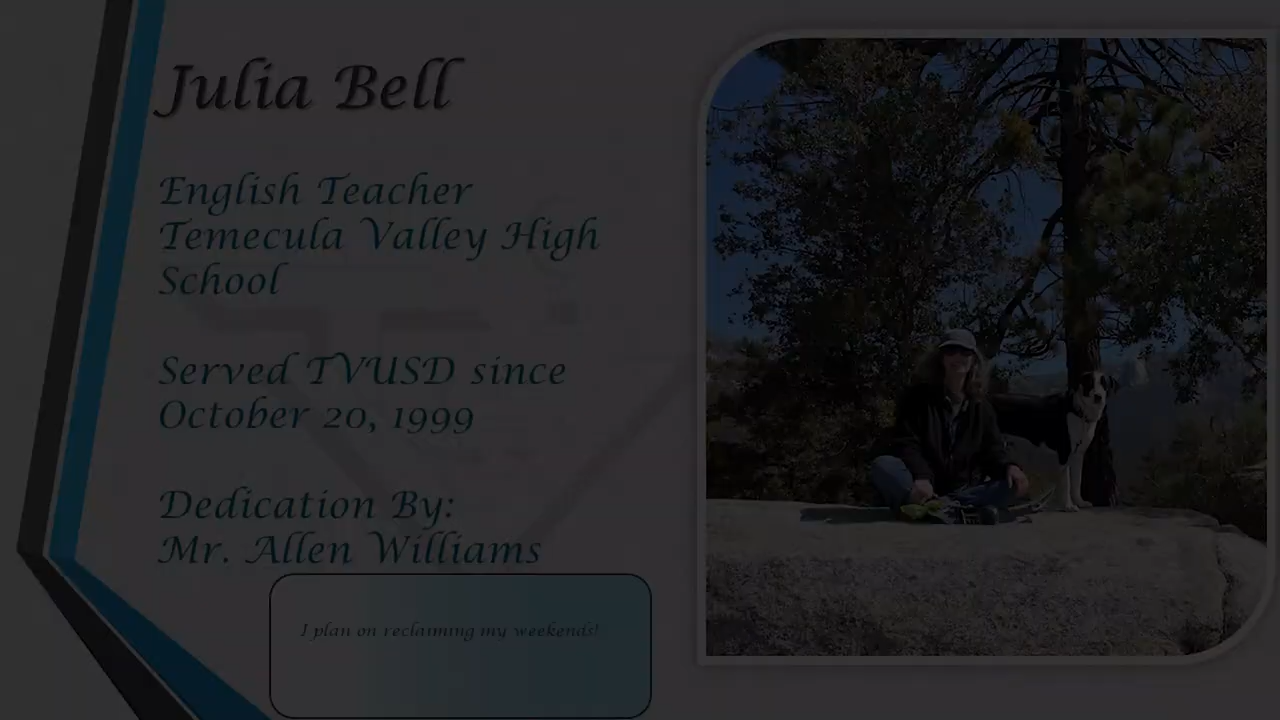 Julia Bell
English Teacher
Temecula Valley High
School
Served TVUSD since
October 20, 1999
Dedication By:
Mr. Allen Williams
I plan on reclaiming my weekends!